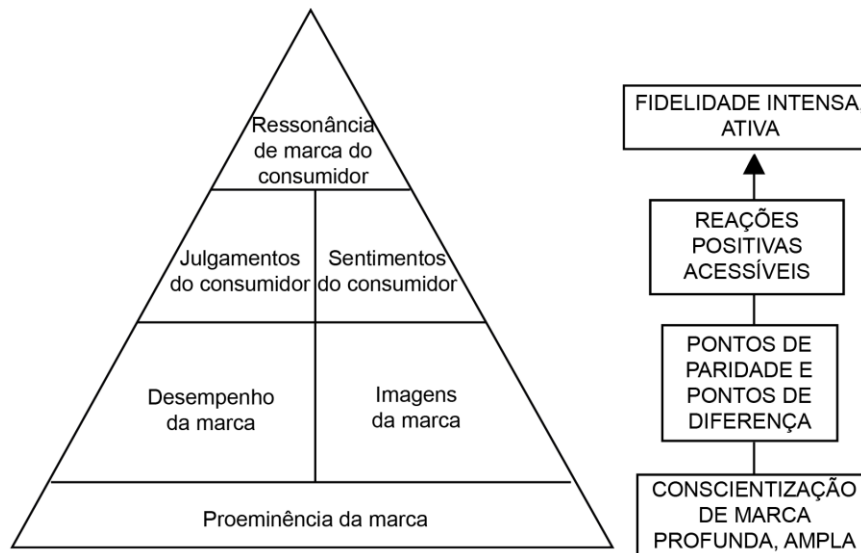 Ressonância
de marca do
consumidor
Julgamentos
do consumidor
Sentimentos
do consumidor
Desempenho
da marca
Imagens
da marca
Proeminência da marca
FIDELIDADE INTENSA,
ATIVA
REAÇÕES
POSITIVAS
ACESSÍVEIS
PONTOS DE
PARIDADE E
PONTOS DE
DIFERENÇA
CONSCIENTIZAÇÃO
DE MARCA
PROFUNDA, AMPLA